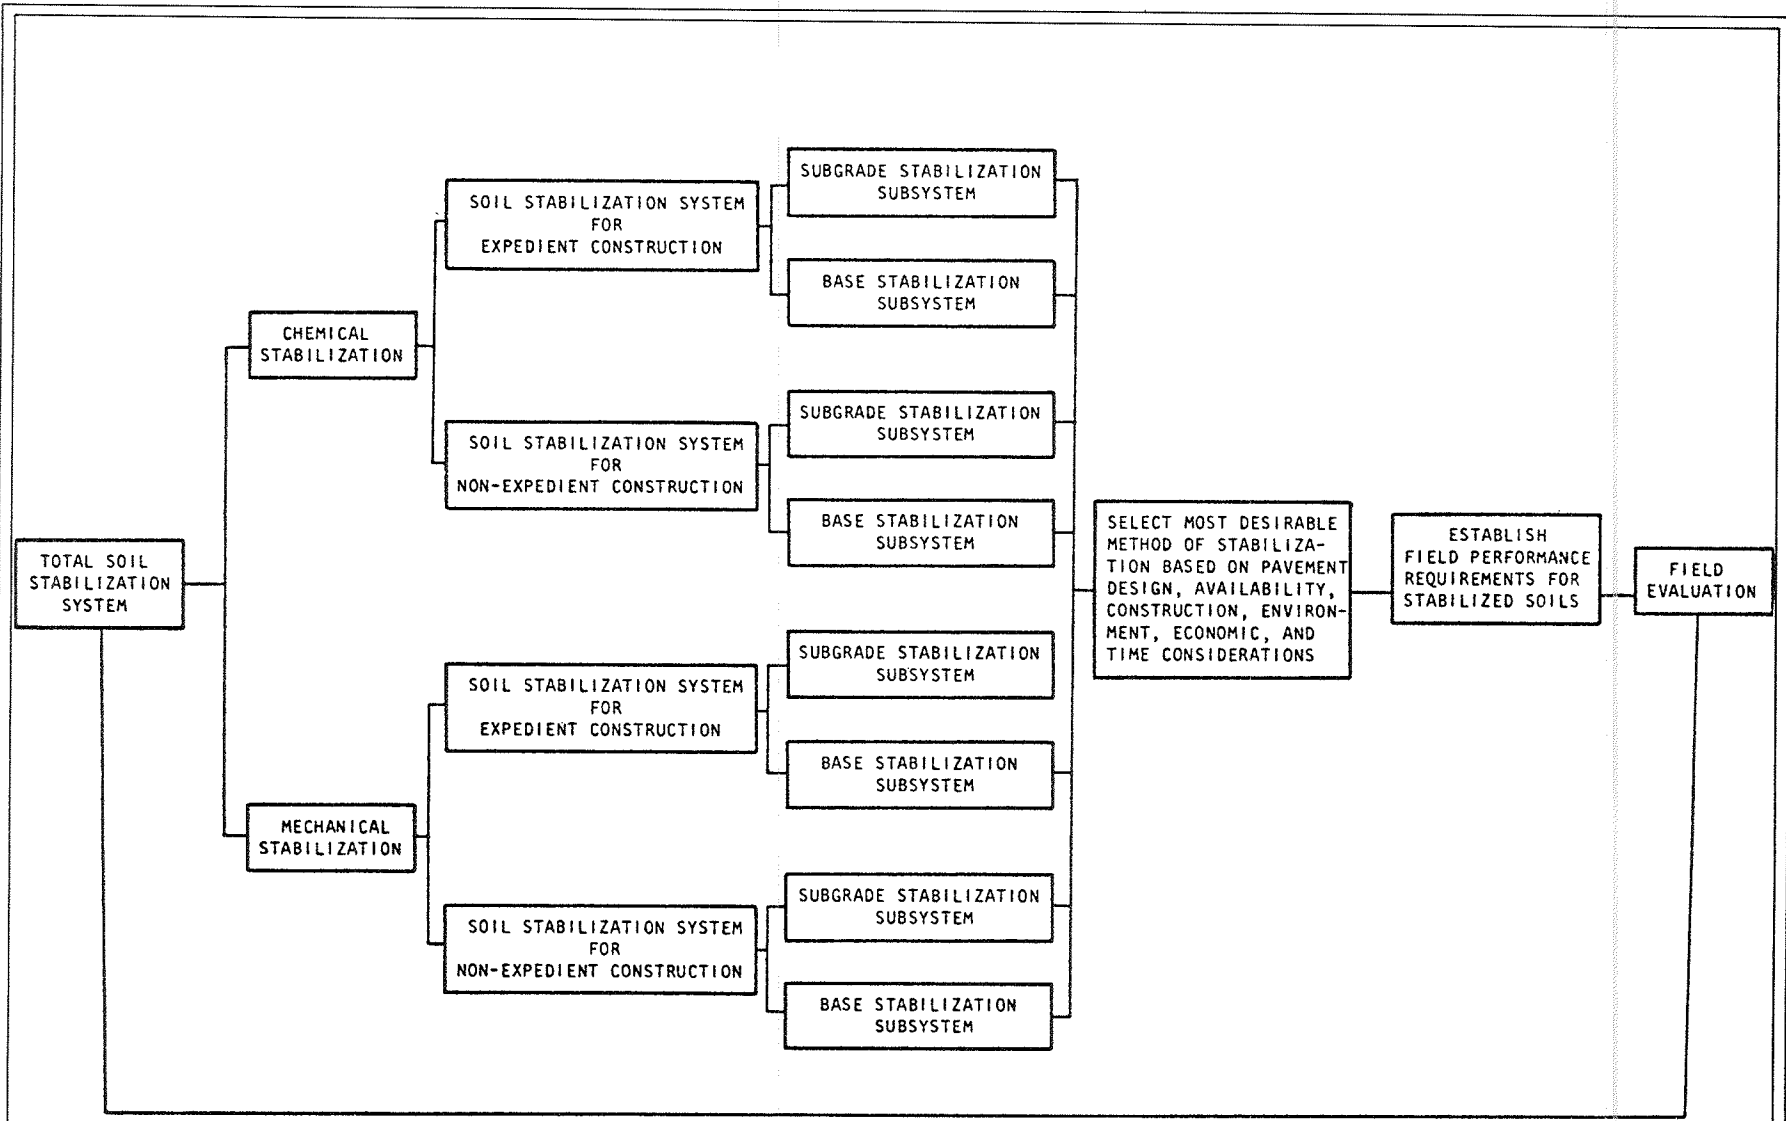 TOTAL SOIL
STABILIZATION
SYSTEM
CHEMICAL
STABILIZATION
MECHANICAL
STABILIZATION
SOIL STABILIZATION SYSTEM
FOR
EXPEDIENT CONSTRUCTION
SOIL STABILIZATION SYSTEM
FOR
NON-EXPEDIENT CONSTRUCTION
SOIL STABILIZATION SYSTEM
FOR
EXPEDIENT CONSTRUCTION
SOIL STABILIZATION SYSTEM
FOR
NON-EXPEDIENT CONSTRUCTION
SUBGRADE STABILIZATION
SUBSYSTEM
BASE STABILIZATION
SUBSYSTEM
SUBGRADE STABILIZATION
SUBSYSTEM
BASE STABILIZATION
SUBSYSTEM
SUBGRADE STABILIZATION
SUBSYSTEM
BASE STABILIZATION
SUBSYSTEM
SUBGRADE STABILIZATION
SUBSYSTEM
BASE STABILIZATION
SUBSYSTEM
SELECT MOST DESIRABLE
METHOD OF STABILIZA-
TION BASED ON PAVEMENT
DESIGN, AVAILABILITY,
CONSTRUCTION, ENVIRON-
MENT, ECONOMIC, AND
TIME CONSIDERATIONS
ESTABLISH
FIELD PERFORMANCE
REQUIREMENTS FOR
STABILIZED SOILS
FIELD
EVALUATION